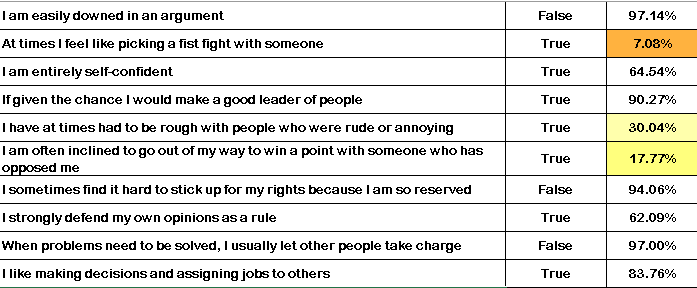 I am easily downed in an argument False 97.14%
At times I feel like picking a fist fight with someone True 7.08%
I am entirely self-confident True 64.54%
If given the chance I would make a good leader of people True 90.27%
I have at times had to be rough with people who were rude or annoying True 30.04%
I am often inclined to go out of my way to win a point with someone who has
opposed me True 17.77%
I sometimes find it hard to stick up for my rights because I am so reserved False 94.06%
I strongly defend my own opinions as a rule True 62.09%
When problems need to be solved, I usually let other people take charge False 97.00%
I like making decisions and assigning jobs to others True 83.76%